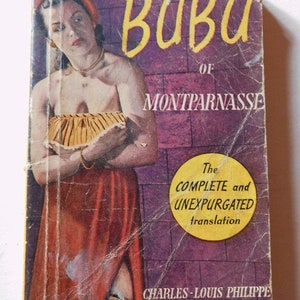 BUBU
OF
MONTPARNASSE
The
COMPLETE and
UNEXPURGATED
translation
CHARLES-LOUIS PHILIPPE